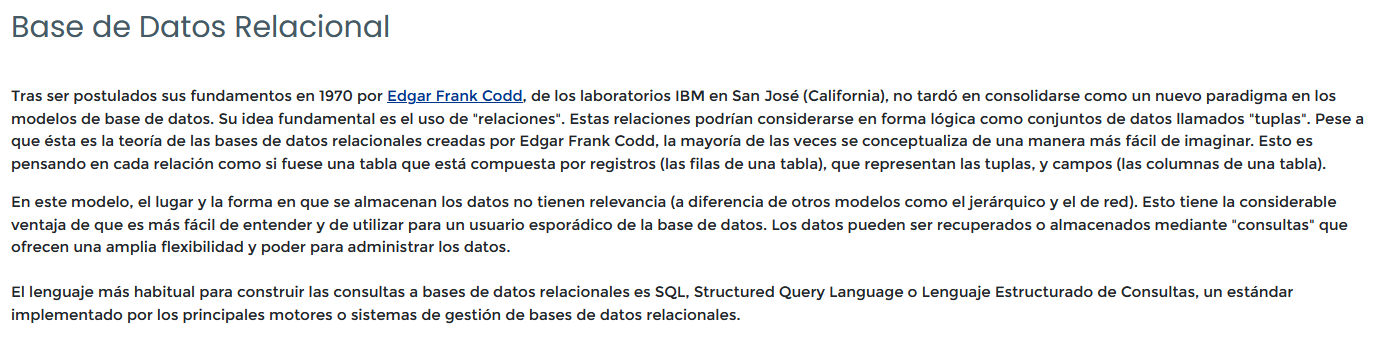 Base de Datos Relacional
Tras ser postulados sus fundamentos en 1970 por Edgar Frank Codd, de los laboratorios IBM en San José (California), no tardó en consolidarse como un nuevo paradigma en los
modelos de base de datos. Su idea fundamental es el uso de "relaciones". Estas relaciones podrían considerarse en forma lógica como conjuntos de datos llamados "tuplas". Pese a
que ésta es la teoría de las bases de datos relacionales creadas por Edgar Frank Codd, la mayoría de las veces se conceptualiza de una manera más fácil de imaginar. Esto es
pensando en cada relación como si fuese una tabla que está compuesta por registros (las filas de una tabla), que representan las tuplas, y campos (las columnas de una tabla).
En este modelo, el lugar y la forma en que se almacenan los datos no tienen relevancia (a diferencia de otros modelos como el jerárquico y el de red). Esto tiene la considerable
ventaja de que es más fácil de entender y de utilizar para un usuario esporádico de la base de datos. Los datos pueden ser recuperados o almacenados mediante "consultas" que
ofrecen una amplia flexibilidad y poder para administrar los datos.
El lenguaje más habitual para construir las consultas a bases de datos relacionales es SQL, Structured Query Language o Lenguaje Estructurado de Consultas, un estándar
implementado por los principales motores o sistemas de gestión de bases de datos relacionales.